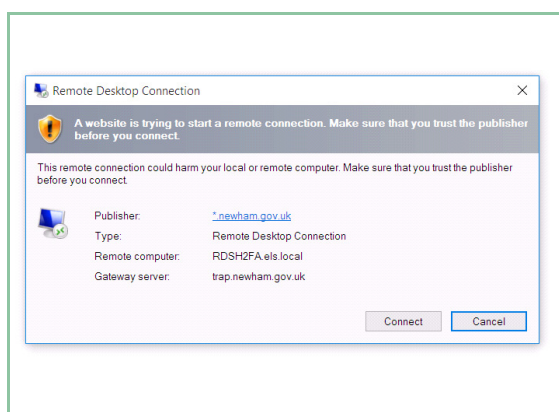 Remote Desktop Connection
A website is trying to start a remote connection. Make sure that you trust the publisher
before you connect.
This remote connection could harm your local or remote computer. Make sure that you trust the publisher
before you connect.
Publisher: *.newham.gov.uk
Type: Remote Desktop Connection
Remote computer: RDSH2FA.els.local
Gateway server: trap.newham.gov.uk
Connect Cancel